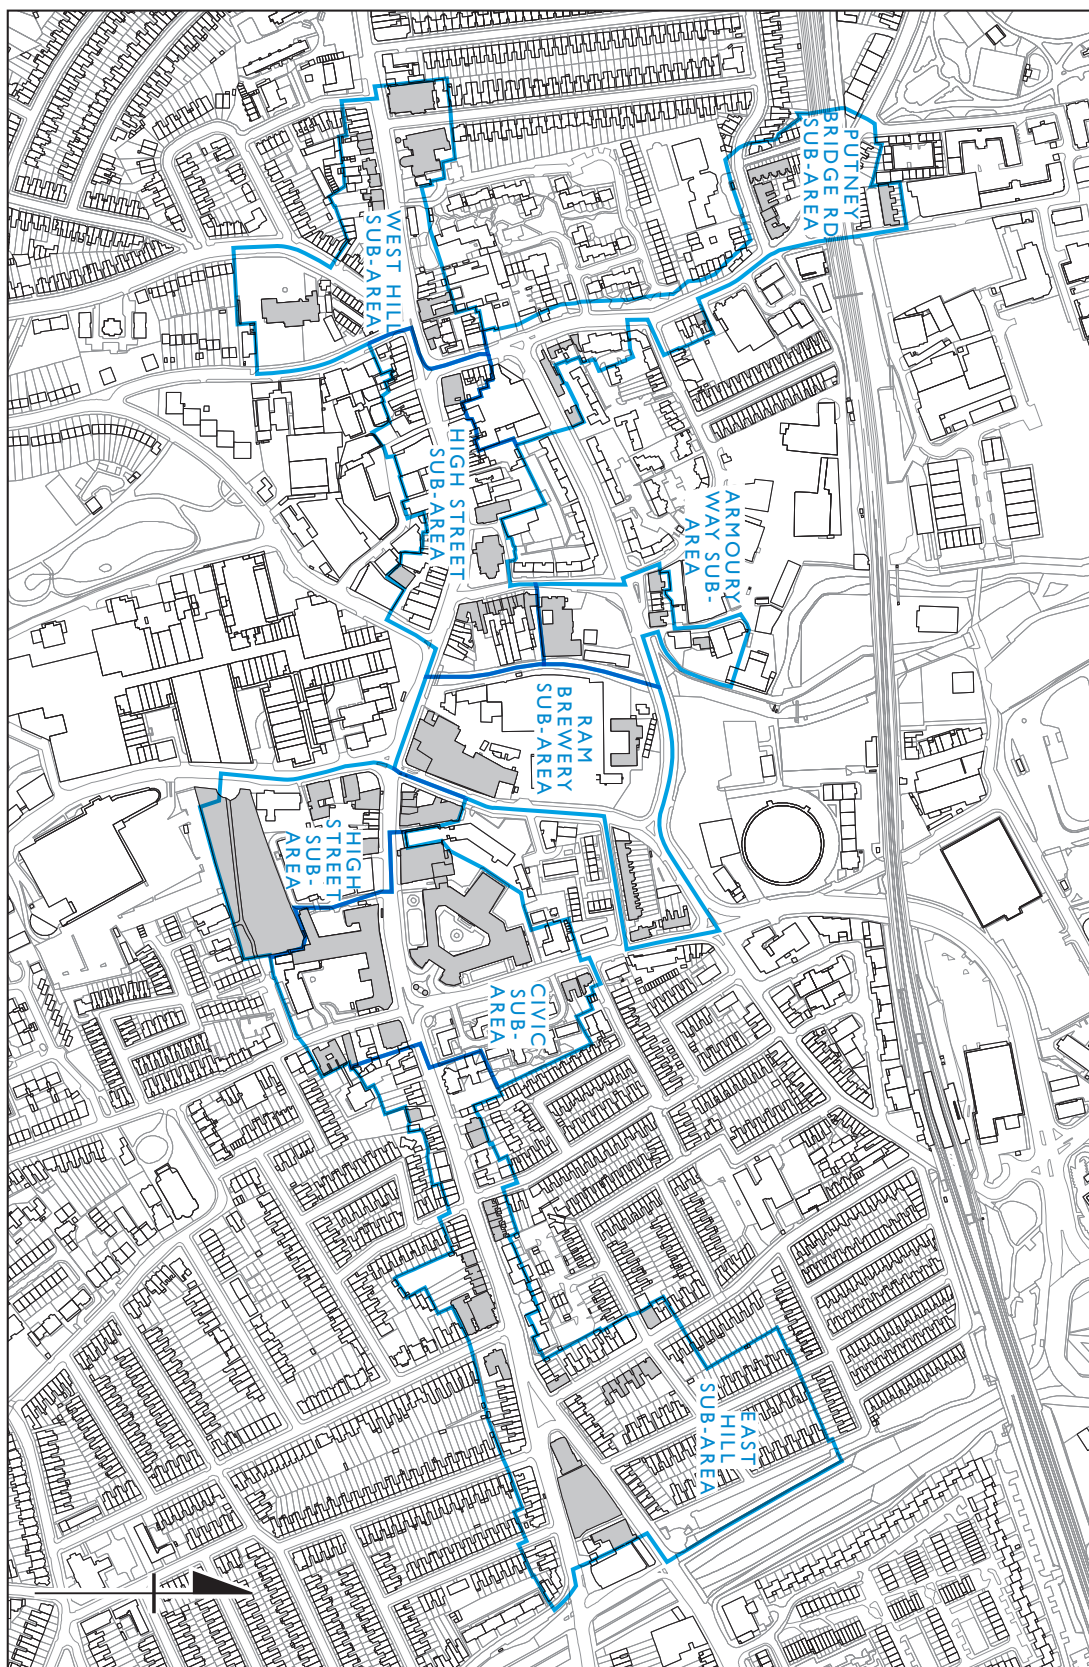 PUTNEY
BRIDGE RD
SUB-AREA
WEST HILL
SUB-AREA
HIGH STREET
SUB-AREA
ARMOURY
WAY SUB-
AREA
RAM
BREWERY
SUB-AREA
HIGH
STREET
SUB-
AREA
CIVIC
SUB-
AREA
EAST
HILL
SUB-AREA